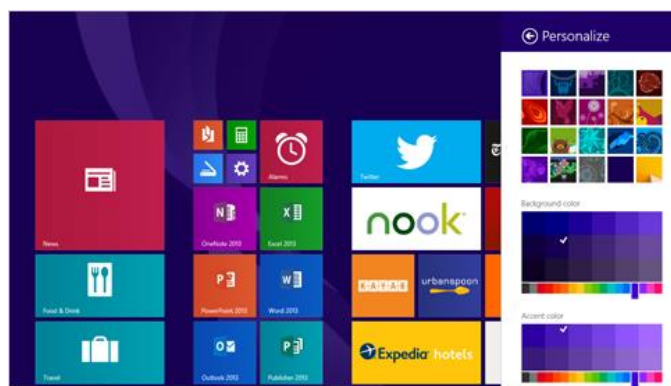 Personalize
Alarms
Twitter
News
OneNote 2013
Excel 2013
nook
Background color
KAYAK
urbanspoon
Food & Drink
PowerPoint 2013
Word 2013
Accent color
Expedia hotels
Travel
Outlook 2013
Publisher 2013